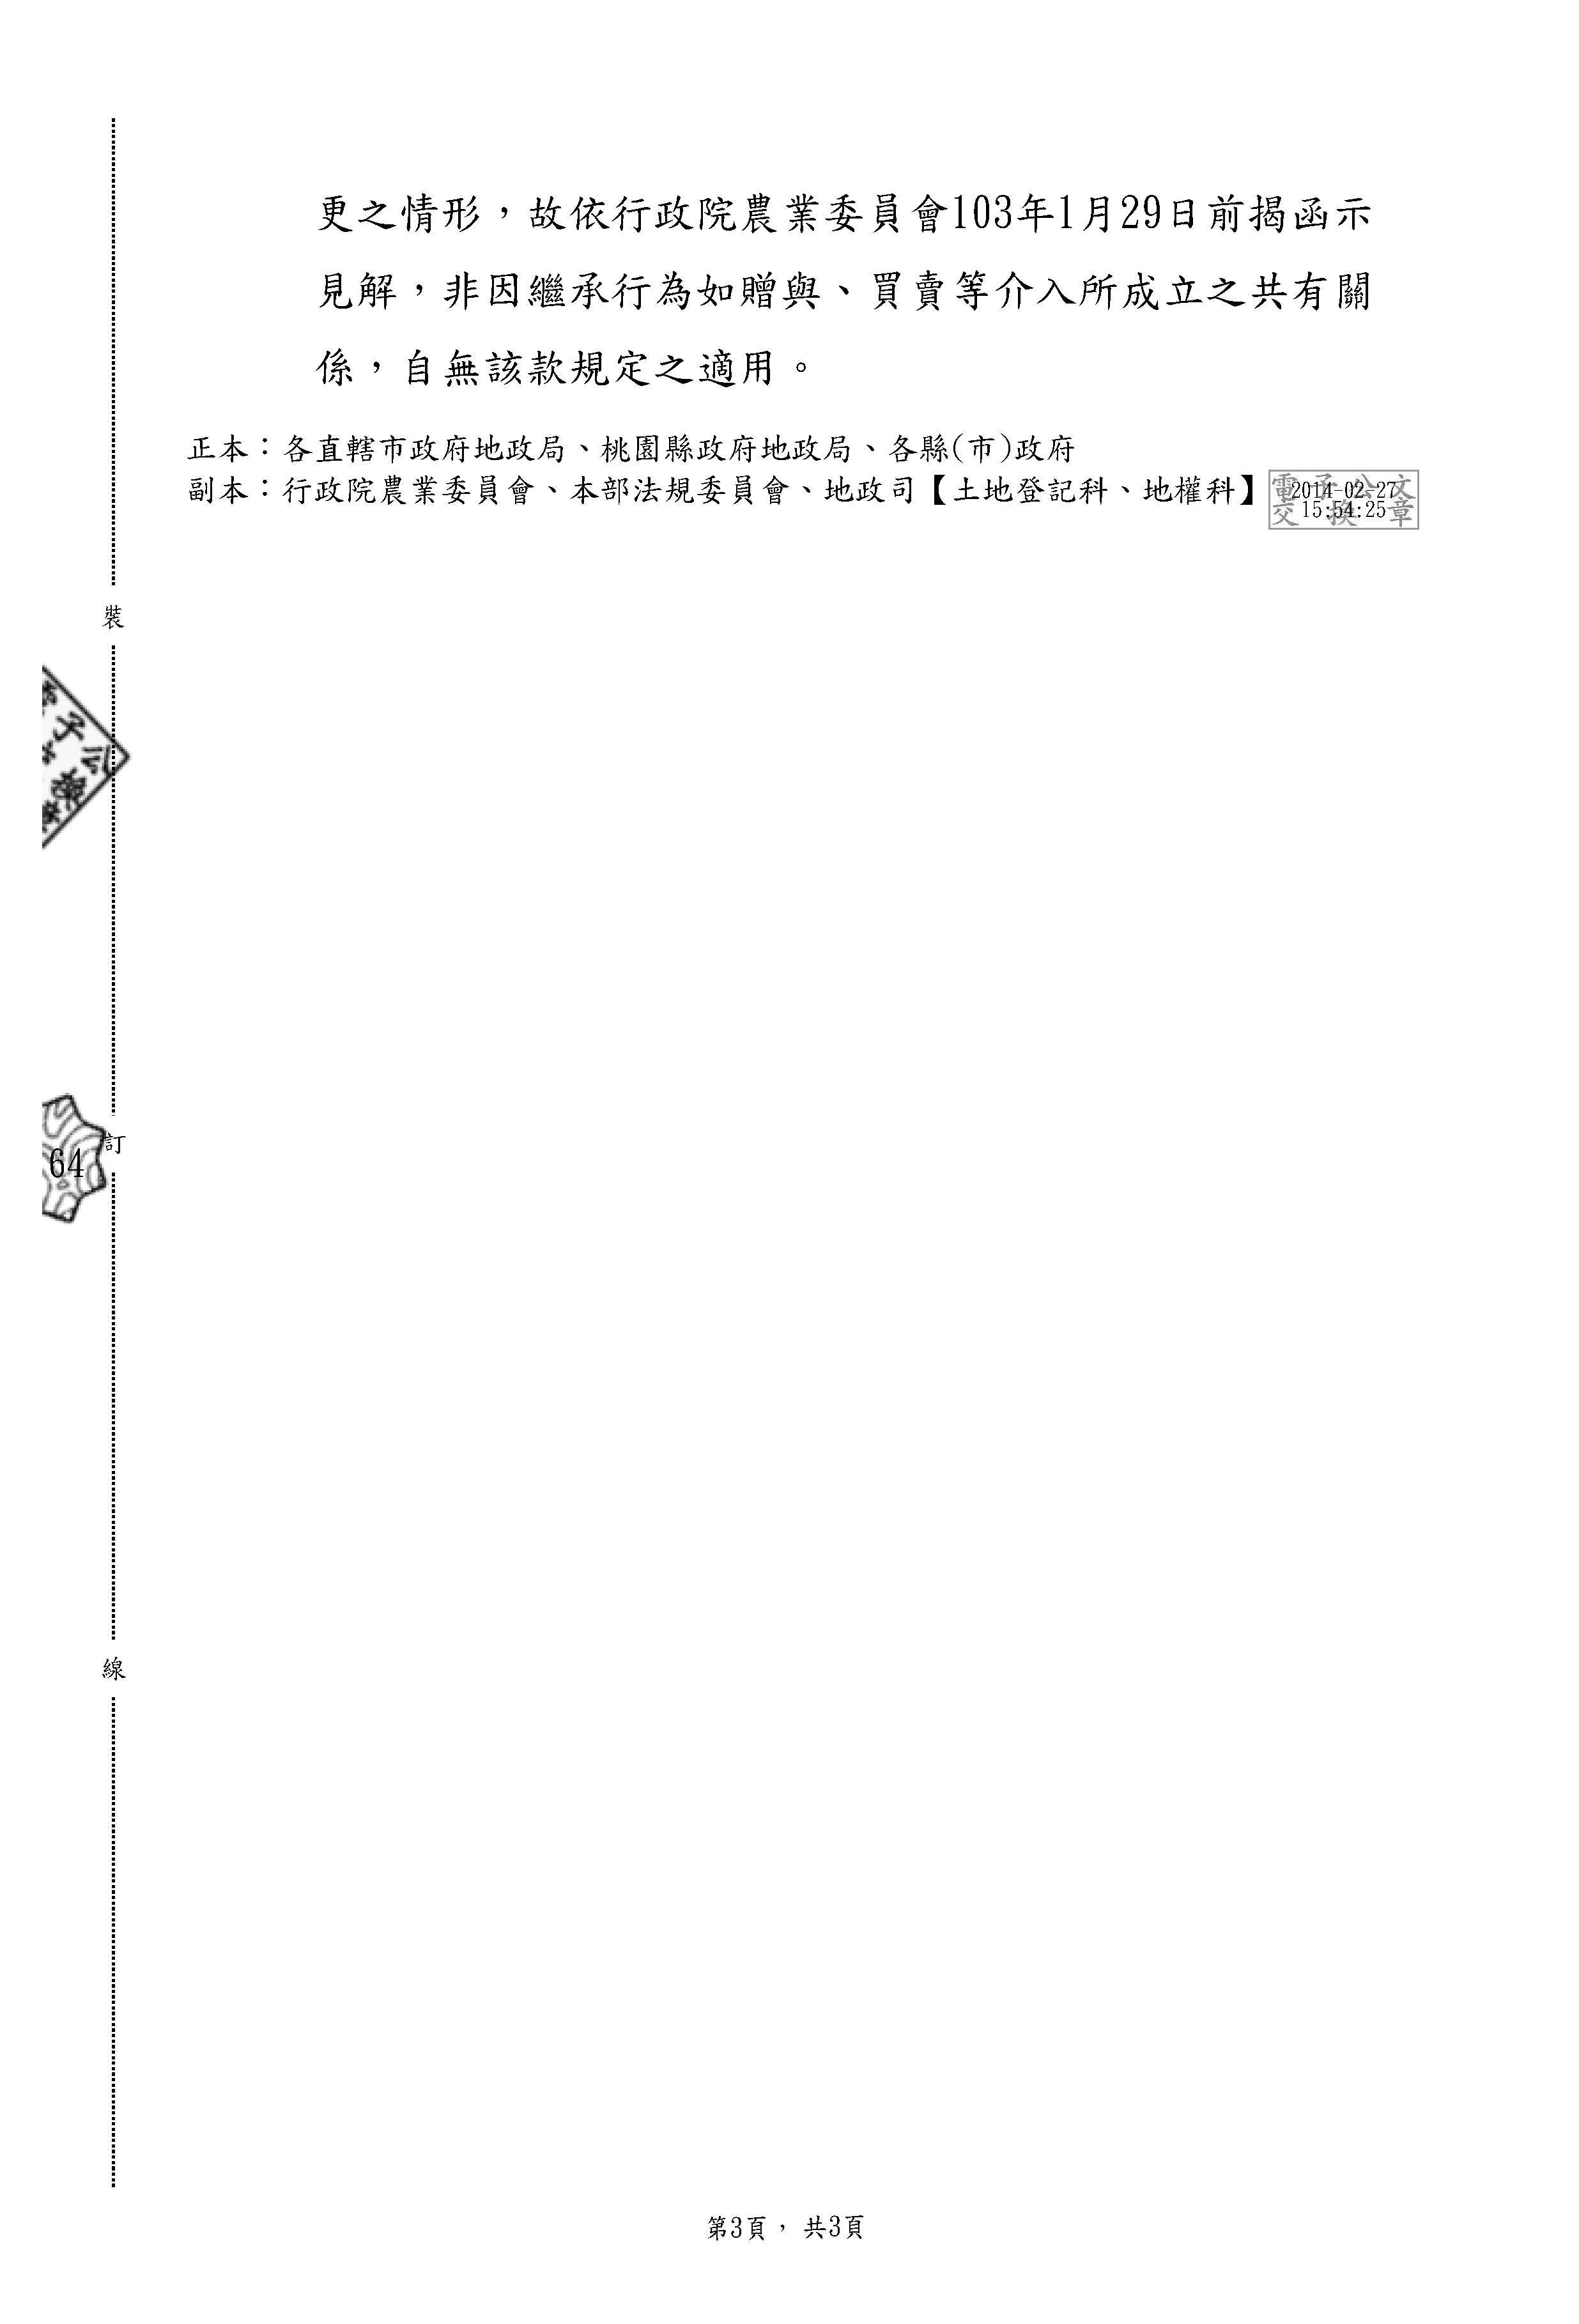 更之情形，故依行政院農業委員會103年1月29日前揭函示
見解，非因繼承行為如贈與、買賣等介入所成立之共有關
係，自無該款規定之適用。
正本：各直轄市政府地政局、桃園縣政府地政局、各縣(市)政府
副本：行政院農業委員會、本部法規委員會、地政司【土地登記科、地權科】
電子公文
交換章
2014-02-27
15:54:25
裝
子公
換
訂
64
線
第3頁，共3頁